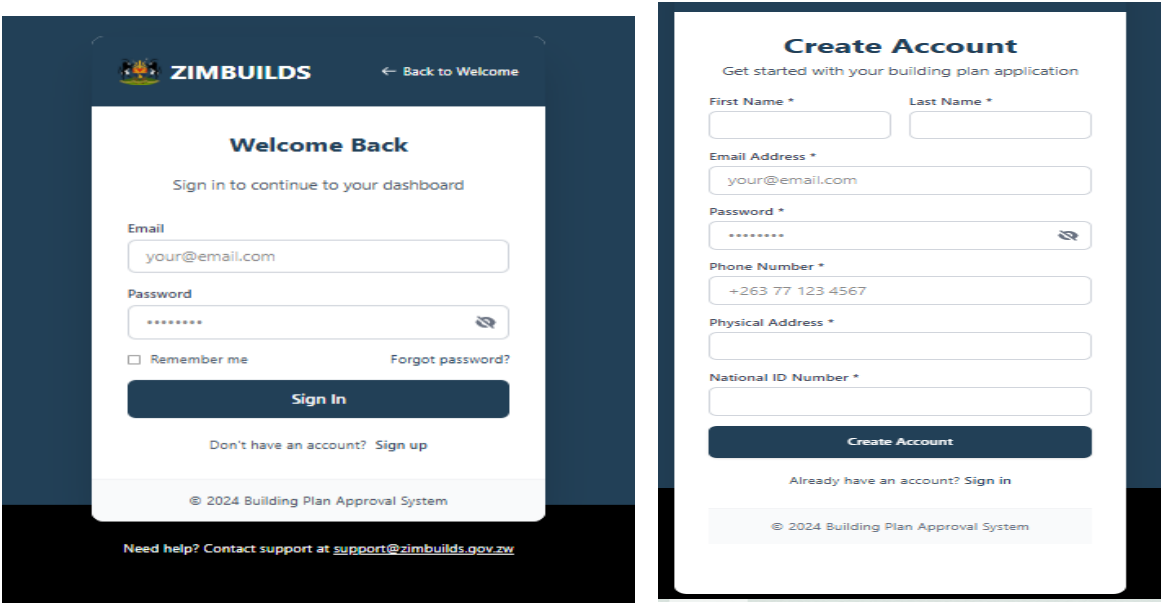 ZIMBUILDS
← Back to Welcome
Welcome Back
Sign in to continue to your dashboard
Email
your@email.com
Password
••••••••
Remember me
Forgot password?
Sign In
Don't have an account? Sign up
© 2024 Building Plan Approval System
Need help? Contact support at support@zimbuilds.gov.zw
Create Account
Get started with your building plan application
First Name * Last Name *
Email Address *
your@email.com
Password *
••••••••
Phone Number *
+263 77 123 4567
Physical Address *
National ID Number *
Create Account
Already have an account? Sign in
© 2024 Building Plan Approval System